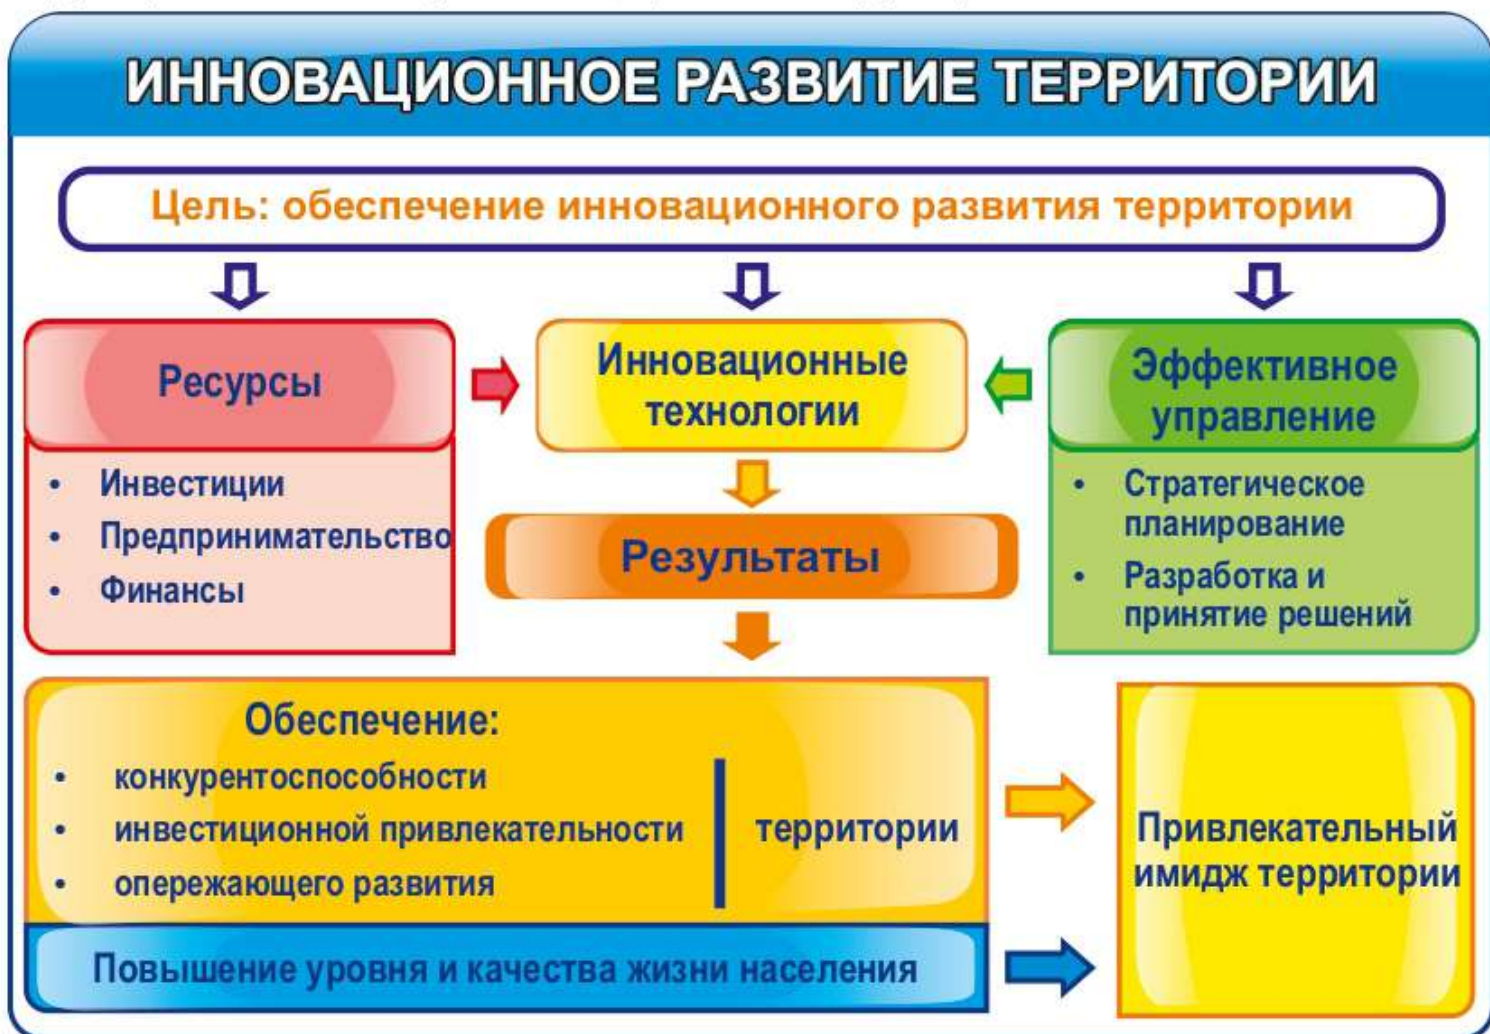 ИННОВАЦИОННОЕ РАЗВИТИЕ ТЕРРИТОРИИ
Цель: обеспечение инновационного развития территории
Ресурсы
• Инвестиции
• Предпринимательство
• Финансы
Инновационные
технологии
Эффективное
управление
• Стратегическое
планирование
• Разработка и
принятие решений
Результаты
Обеспечение:
• конкурентоспособности
• инвестиционной привлекательности
• опережающего развития
территории
Повышение уровня и качества жизни населения
Привлекательный
имидж территории